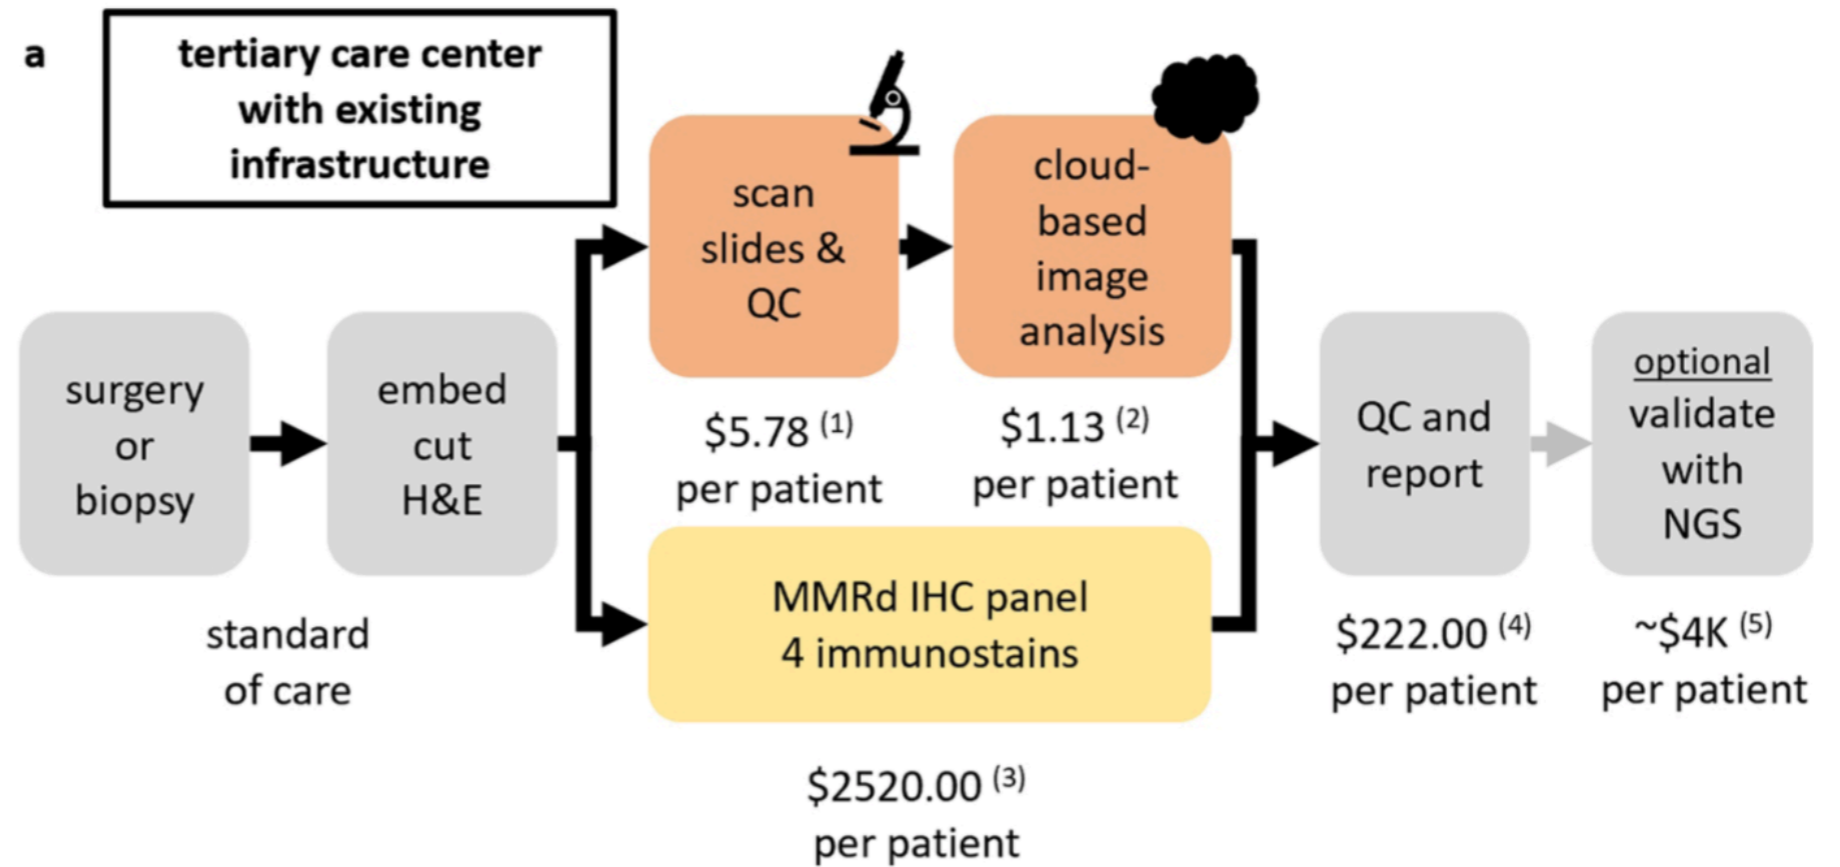 a
tertiary care center
with existing
infrastructure
surgery
or
biopsy
embed
cut
H&E
standard
of care
scan
slides &
QC
$5.78 (1)
per patient
cloud-
based
image
analysis
$1.13 (2)
per patient
MMRd IHC panel
4 immunostains
$2520.00 (3)
per patient
QC and
report
$222.00 (4)
per patient
optional
validate
with
NGS
~$4K (5)
per patient